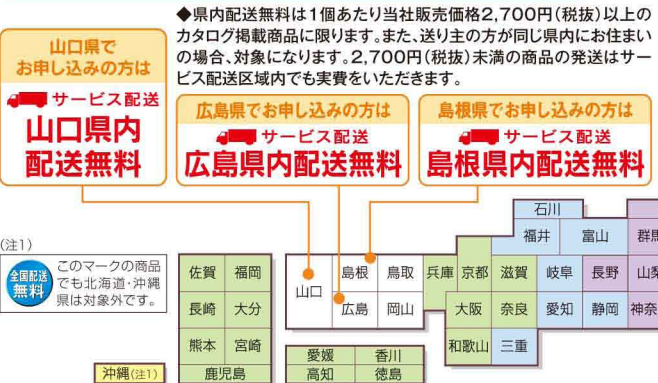 ◆県内配送無料は1個あたり当社販売価格2,700円(税抜)以上の
カタログ掲載商品に限ります。また、送り主の方が同じ県内にお住まい
の場合、対象になります。2,700円(税抜)未満の商品の発送はサー
ビス配送区域内でも実費をいただきます。
山口県で
お申し込みの方は
サービス配送
山口県内
配送無料
広島県でお申し込みの方は
サービス配送
広島県内配送無料
島根県でお申し込みの方は
サービス配送
島根県内配送無料
(注1)
全国配送
無料
このマークの商品
でも北海道・沖縄
県は対象外です。
石川
福井 富山 群馬
佐賀 福岡 山口 島根 鳥取 兵庫 京都 滋賀 岐阜 長野 山梨
長崎 大分 広島 岡山 大阪 奈良 愛知 静岡 神奈
熊本 宮崎 和歌山 三重
愛媛 香川
沖縄(注1) 鹿児島 高知 徳島